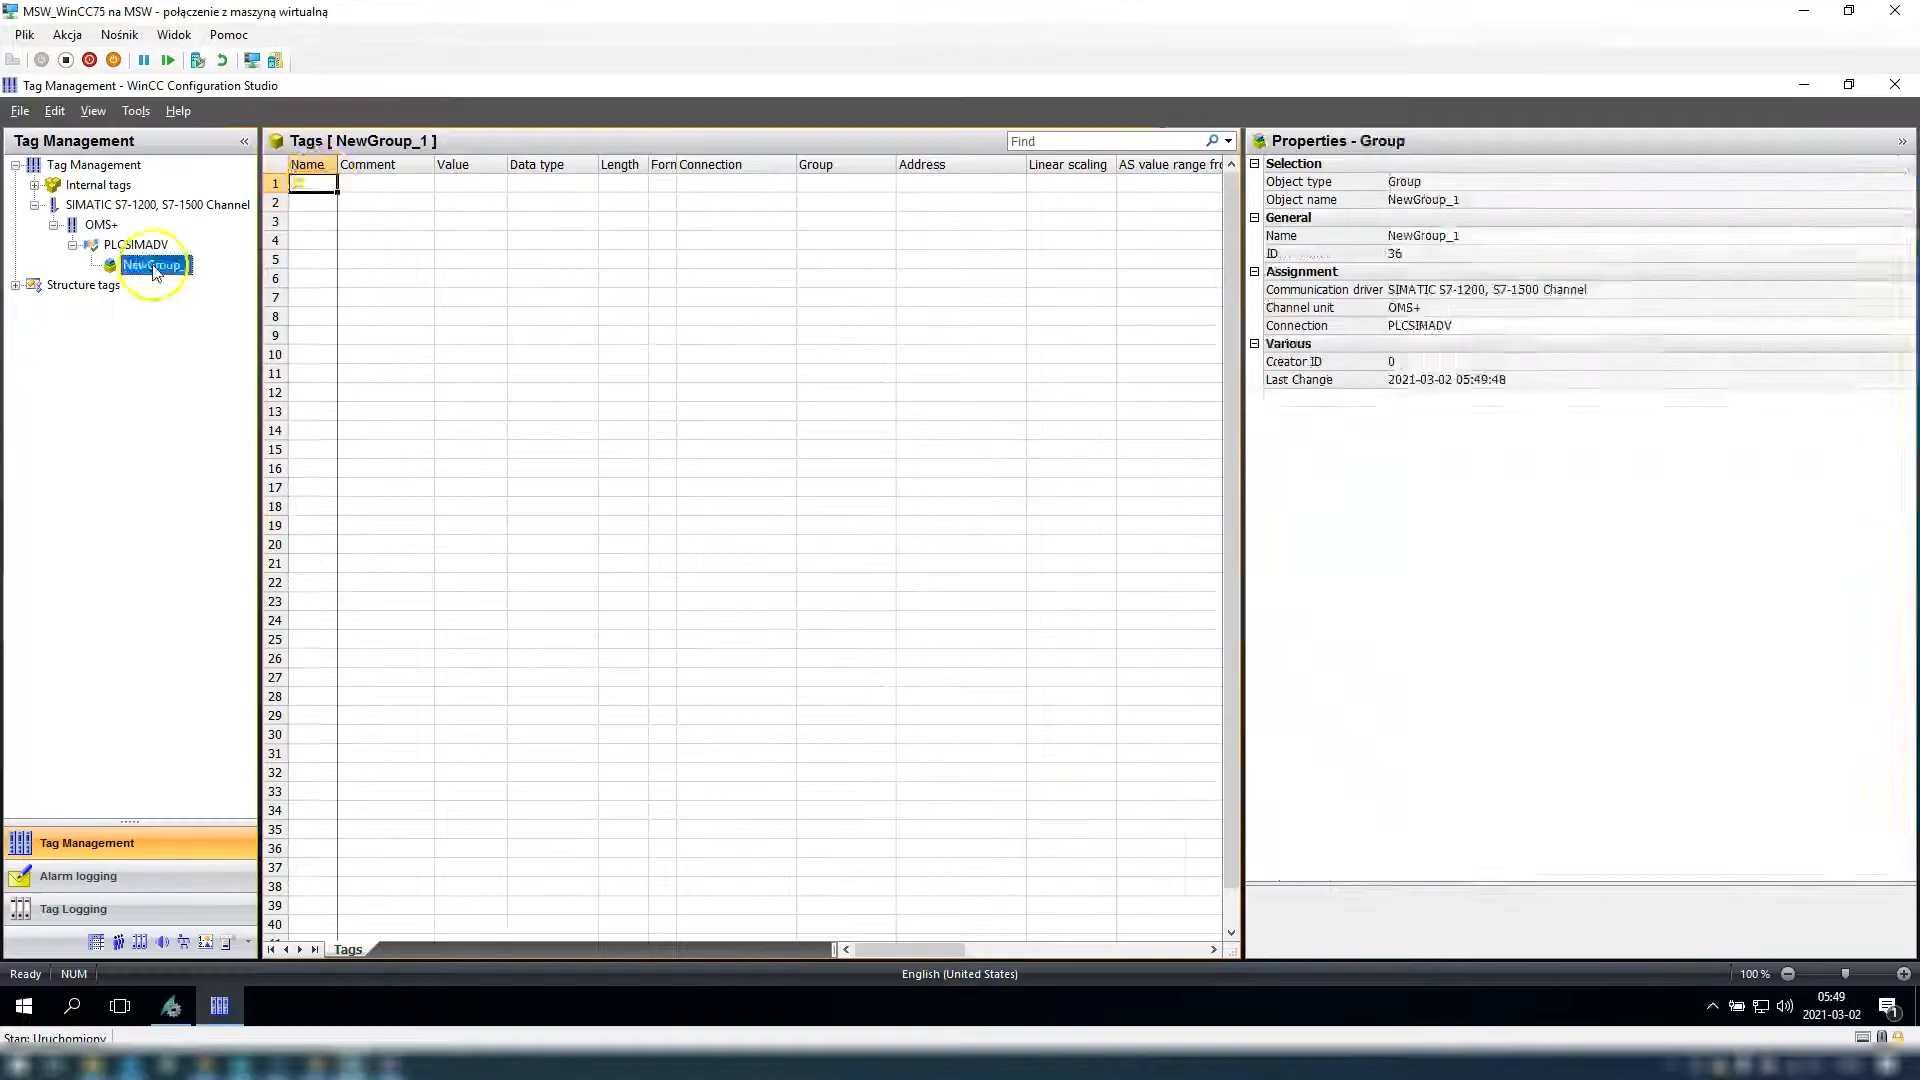 MSW_WinCC75 na MSW - połączenie z maszyną wirtualną
Plik Akcja Nośnik Widok Pomoc
Tag Management - WinCC Configuration Studio
File Edit View Tools Help
Tag Management «
Tags [ NewGroup_1 ]
Find
Properties - Group »
Name Comment Value Data type Length Form Connection Group Address Linear scaling AS value range fro
Tag Management
Internal tags
SIMATIC S7-1200, S7-1500 Channel
OMS+
PLCSIMADV
NewGroup_
Structure tags
1
2
3
4
5
6
7
8
9
10
11
12
13
14
15
16
17
18
19
20
21
22
23
24
25
26
27
28
29
30
31
32
33
34
35
36
37
38
39
40
Selection
Object type Group
Object name NewGroup_1
General
Name NewGroup_1
ID 36
Assignment
Communication driver SIMATIC S7-1200, S7-1500 Channel
Channel unit OMS+
Connection PLCSIMADV
Various
Creator ID 0
Last Change 2021-03-02 05:49:48
Tag Management
Alarm logging
Tag Logging
Tags
Ready NUM English (United States) 100 %
05:49
2021-03-02
1
Stan: Uruchomiony